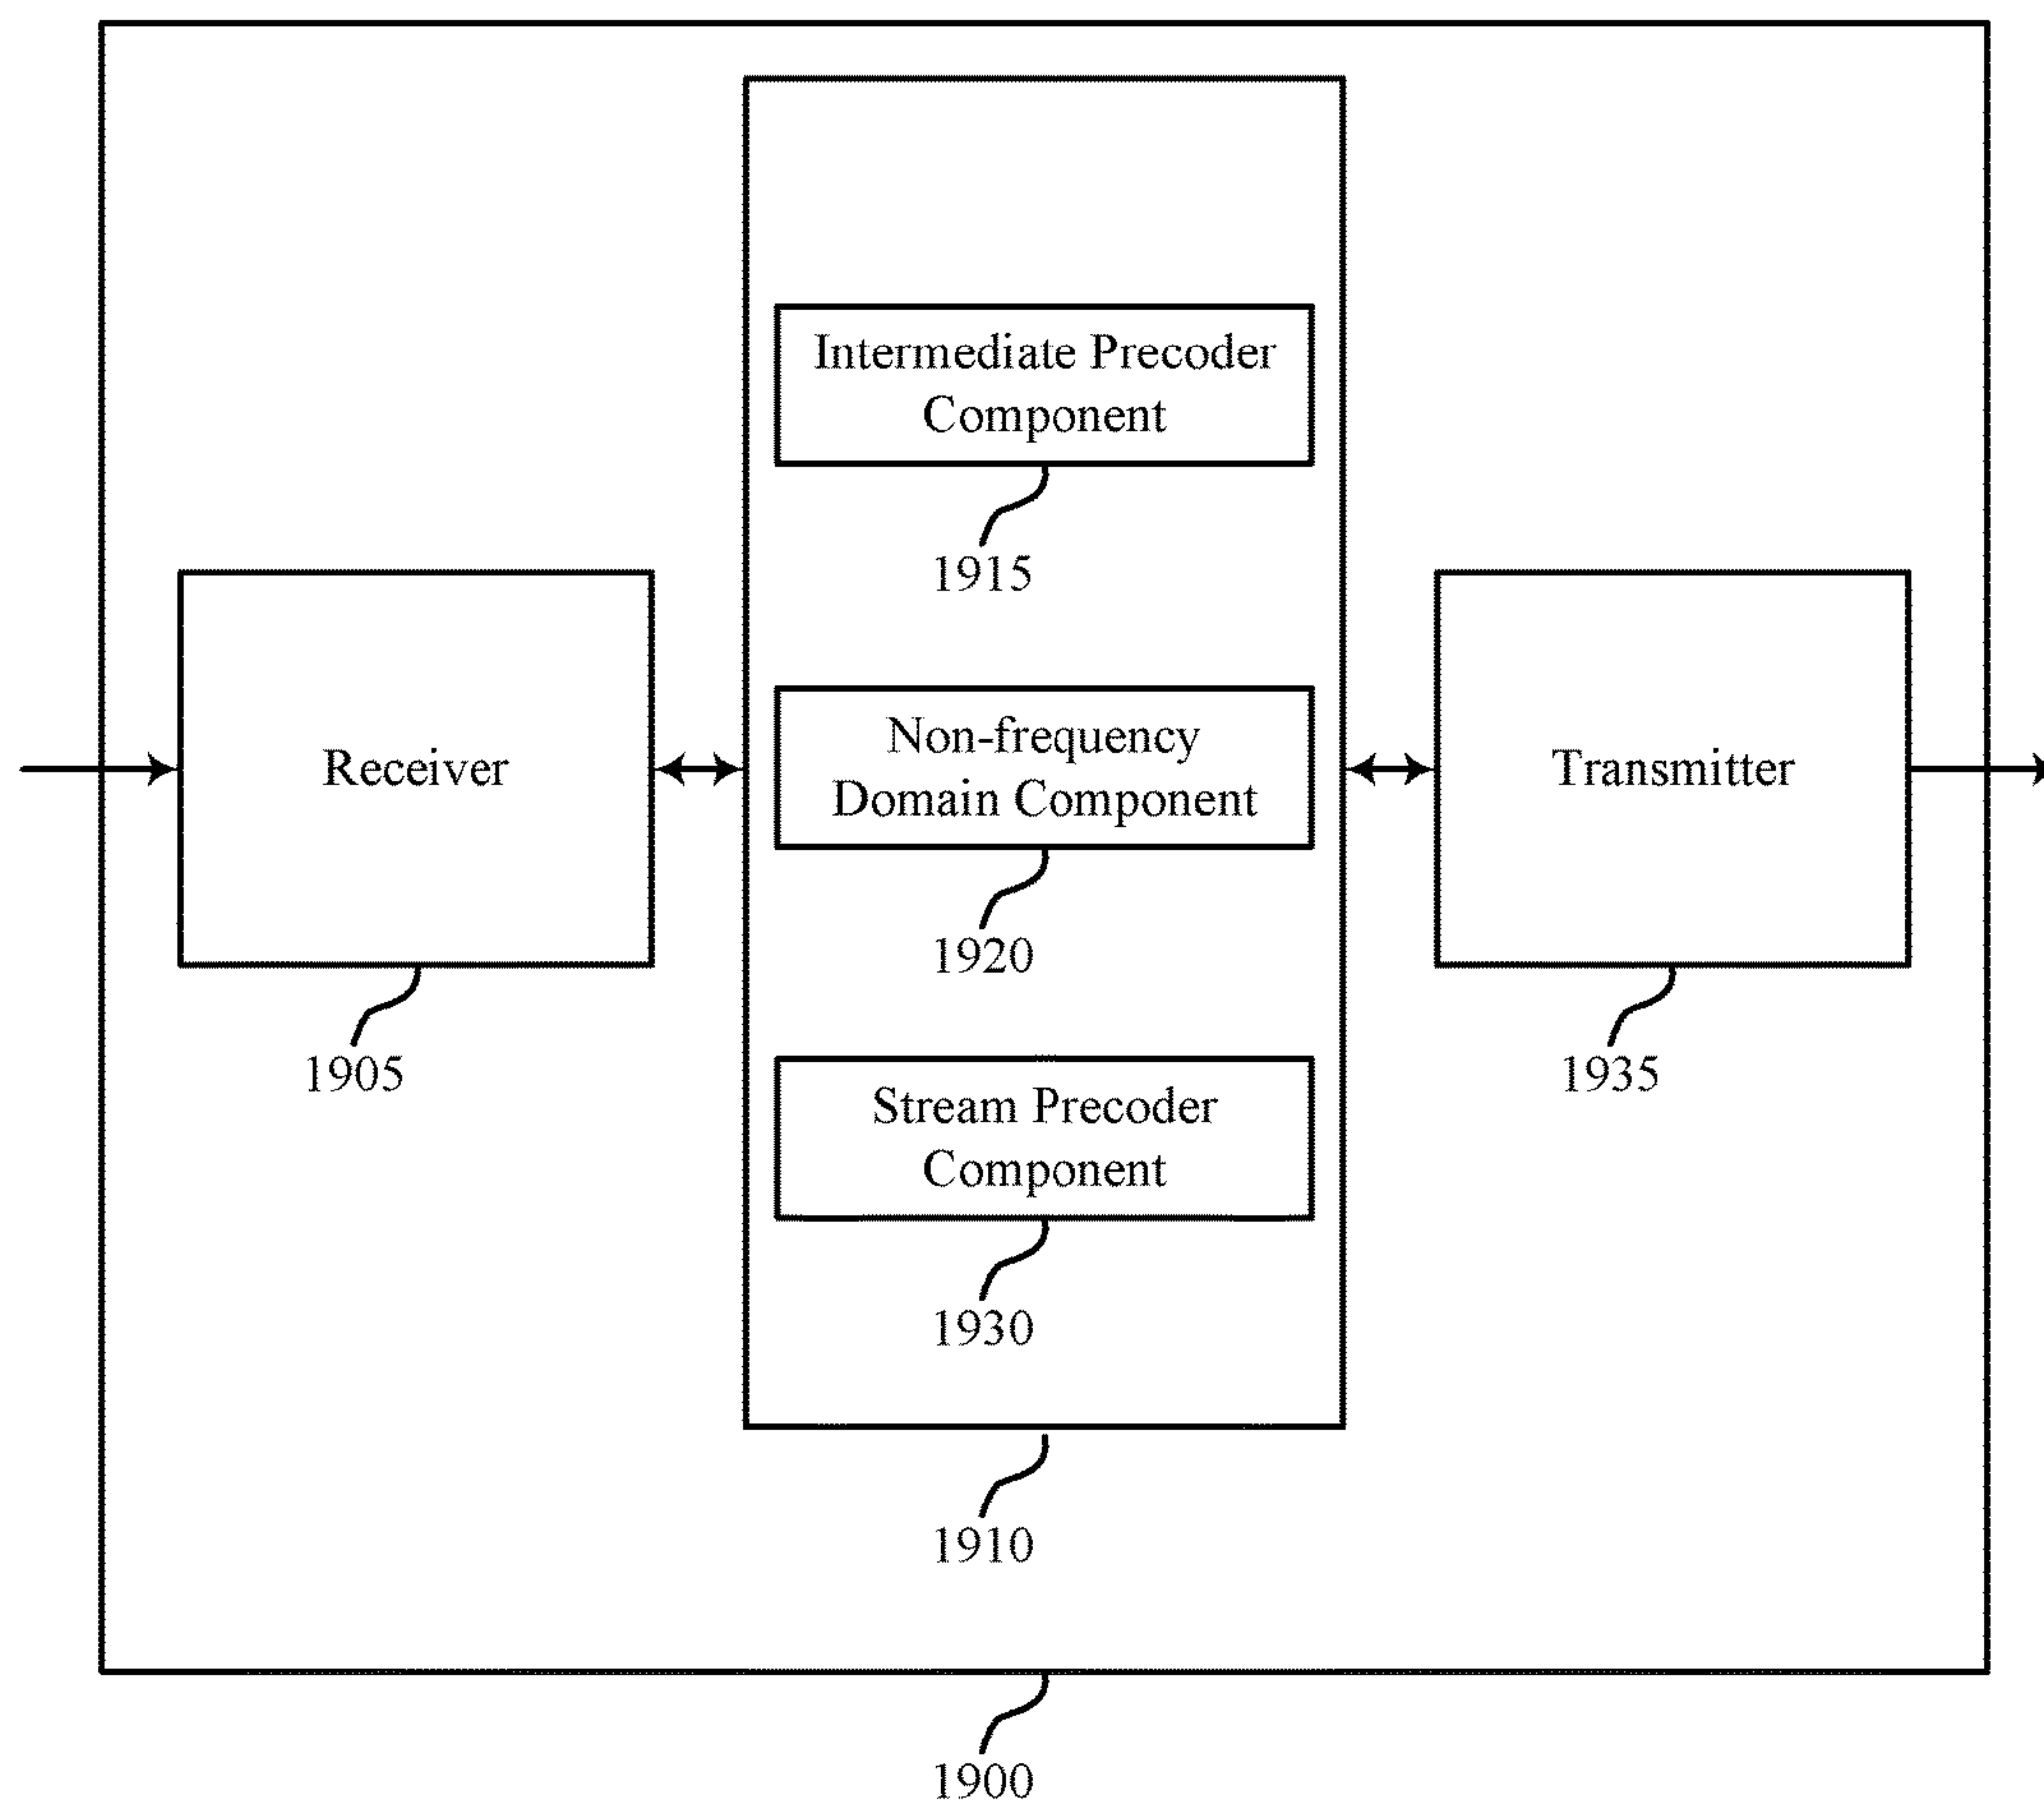 Intermediate Precoder
Component
1915
Receiver
1905
Non-frequency
Domain Component
1920
Transmitter
1935
Stream Precoder
Component
1930
1910
1900